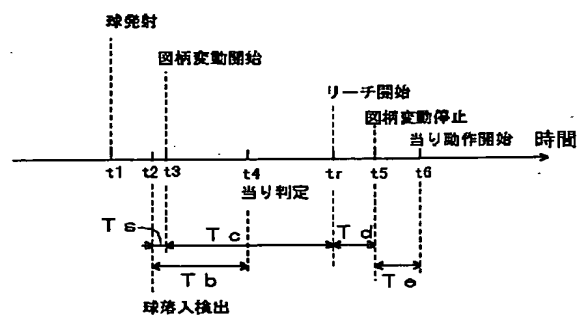 球発射
図柄変動開始
リーチ開始
図柄変動停止
当り動作開始
時間
t1 t2 t3 t4 tr t5 t6
当り判定
Ts Tc Td
Tb Te
球落入検出